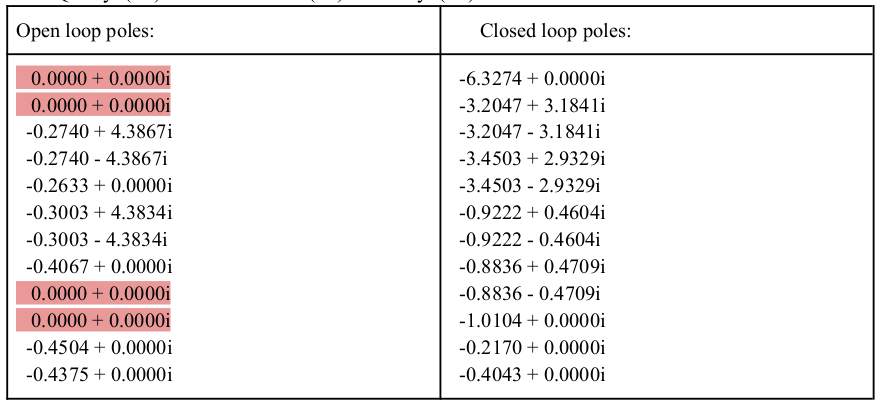 Open loop poles:
Closed loop poles:
0.0000 + 0.0000i
0.0000 + 0.0000i
-0.2740 + 4.3867i
-0.2740 - 4.3867i
-0.2633 + 0.0000i
-0.3003 + 4.3834i
-0.3003 - 4.3834i
-0.4067 + 0.0000i
0.0000 + 0.0000i
0.0000 + 0.0000i
-0.4504 + 0.0000i
-0.4375 + 0.0000i
-6.3274 + 0.0000i
-3.2047 + 3.1841i
-3.2047 - 3.1841i
-3.4503 + 2.9329i
-3.4503 - 2.9329i
-0.9222 + 0.4604i
-0.9222 - 0.4604i
-0.8836 + 0.4709i
-0.8836 - 0.4709i
-1.0104 + 0.0000i
-0.2170 + 0.0000i
-0.4043 + 0.0000i